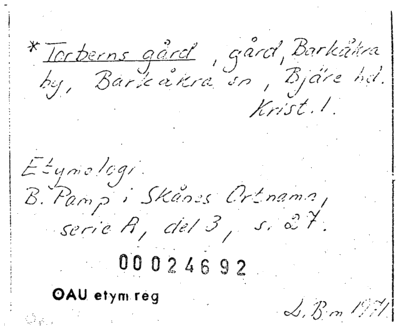 * Torberns gård, gård, Barkåkra
by, Barkåkra sn, Bjäre hd.
Krist. l.
Etymologi.
B. Pamp i Skånes Ortnamn,
serie A, del 3, s. 27.
00024692
OAU etym reg
L. B-m 1971